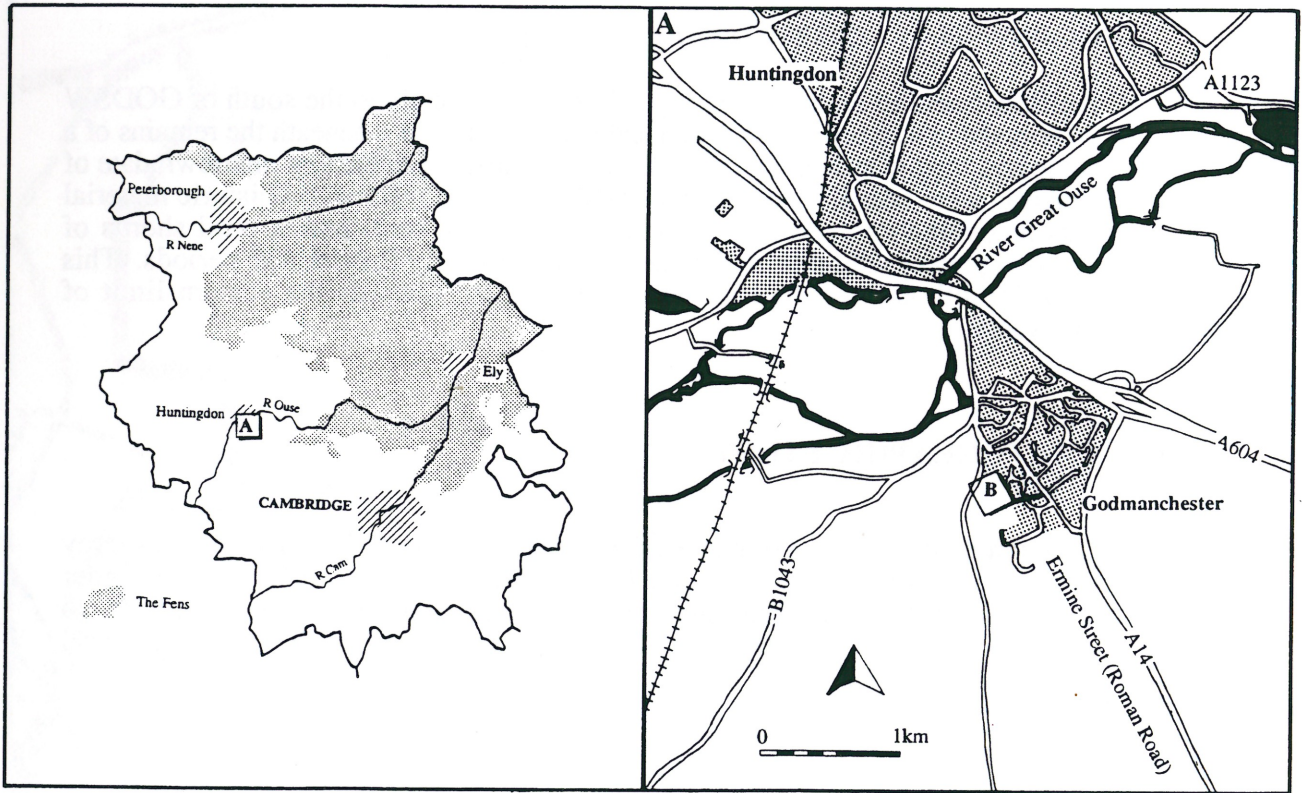 Peterborough
R Nene
Ely
Huntingdon
R Ouse
A
CAMBRIDGE
R Cam
The Fens
A
Huntingdon
A1123
River Great Ouse
A604
B
Godmanchester
B1043
Ermine Street (Roman Road)
A14
0 1km